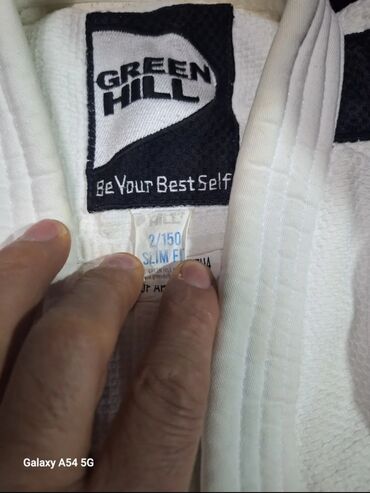 GREEN
HILL
Be Your Best Self
HILL
2/150
SLIM FI
Galaxy A54 5G